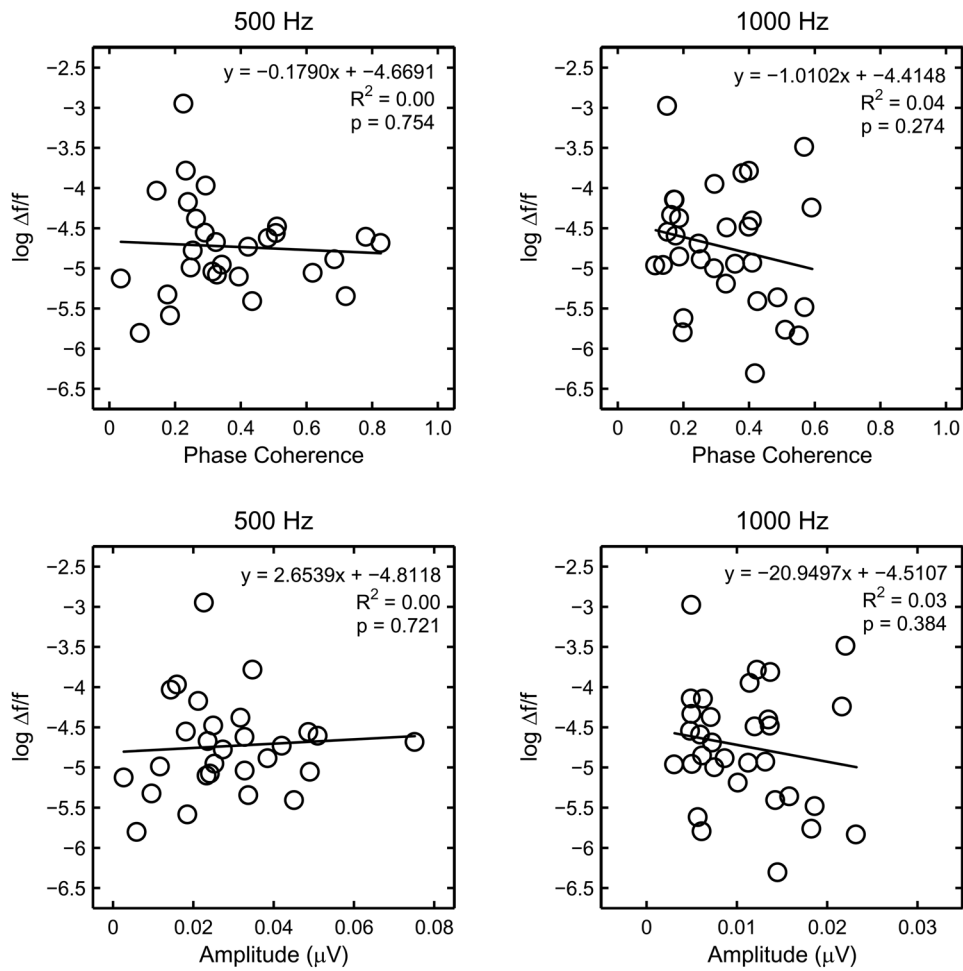 500 Hz
y = −0.1790x + −4.6691
R² = 0.00
p = 0.754
−2.5
−3
−3.5
−4
−4.5
−5
−5.5
−6
−6.5
log Δf/f
0 0.2 0.4 0.6 0.8 1.0
Phase Coherence
1000 Hz
y = −1.0102x + −4.4148
R² = 0.04
p = 0.274
−2.5
−3
−3.5
−4
−4.5
−5
−5.5
−6
−6.5
log Δf/f
0 0.2 0.4 0.6 0.8 1.0
Phase Coherence
500 Hz
y = 2.6539x + −4.8118
R² = 0.00
p = 0.721
−2.5
−3
−3.5
−4
−4.5
−5
−5.5
−6
−6.5
log Δf/f
0 0.02 0.04 0.06 0.08
Amplitude (μV)
1000 Hz
y = −20.9497x + −4.5107
R² = 0.03
p = 0.384
−2.5
−3
−3.5
−4
−4.5
−5
−5.5
−6
−6.5
log Δf/f
0 0.01 0.02 0.03
Amplitude (μV)